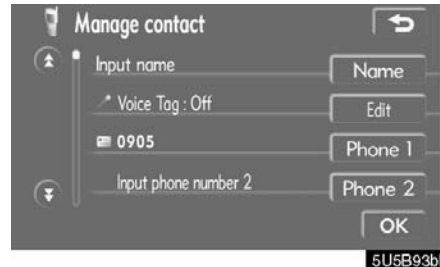 Manage contact
Input name
Name
Voice Tag : Off
Edit
0905
Phone 1
Input phone number 2
Phone 2
OK
5U5B93b